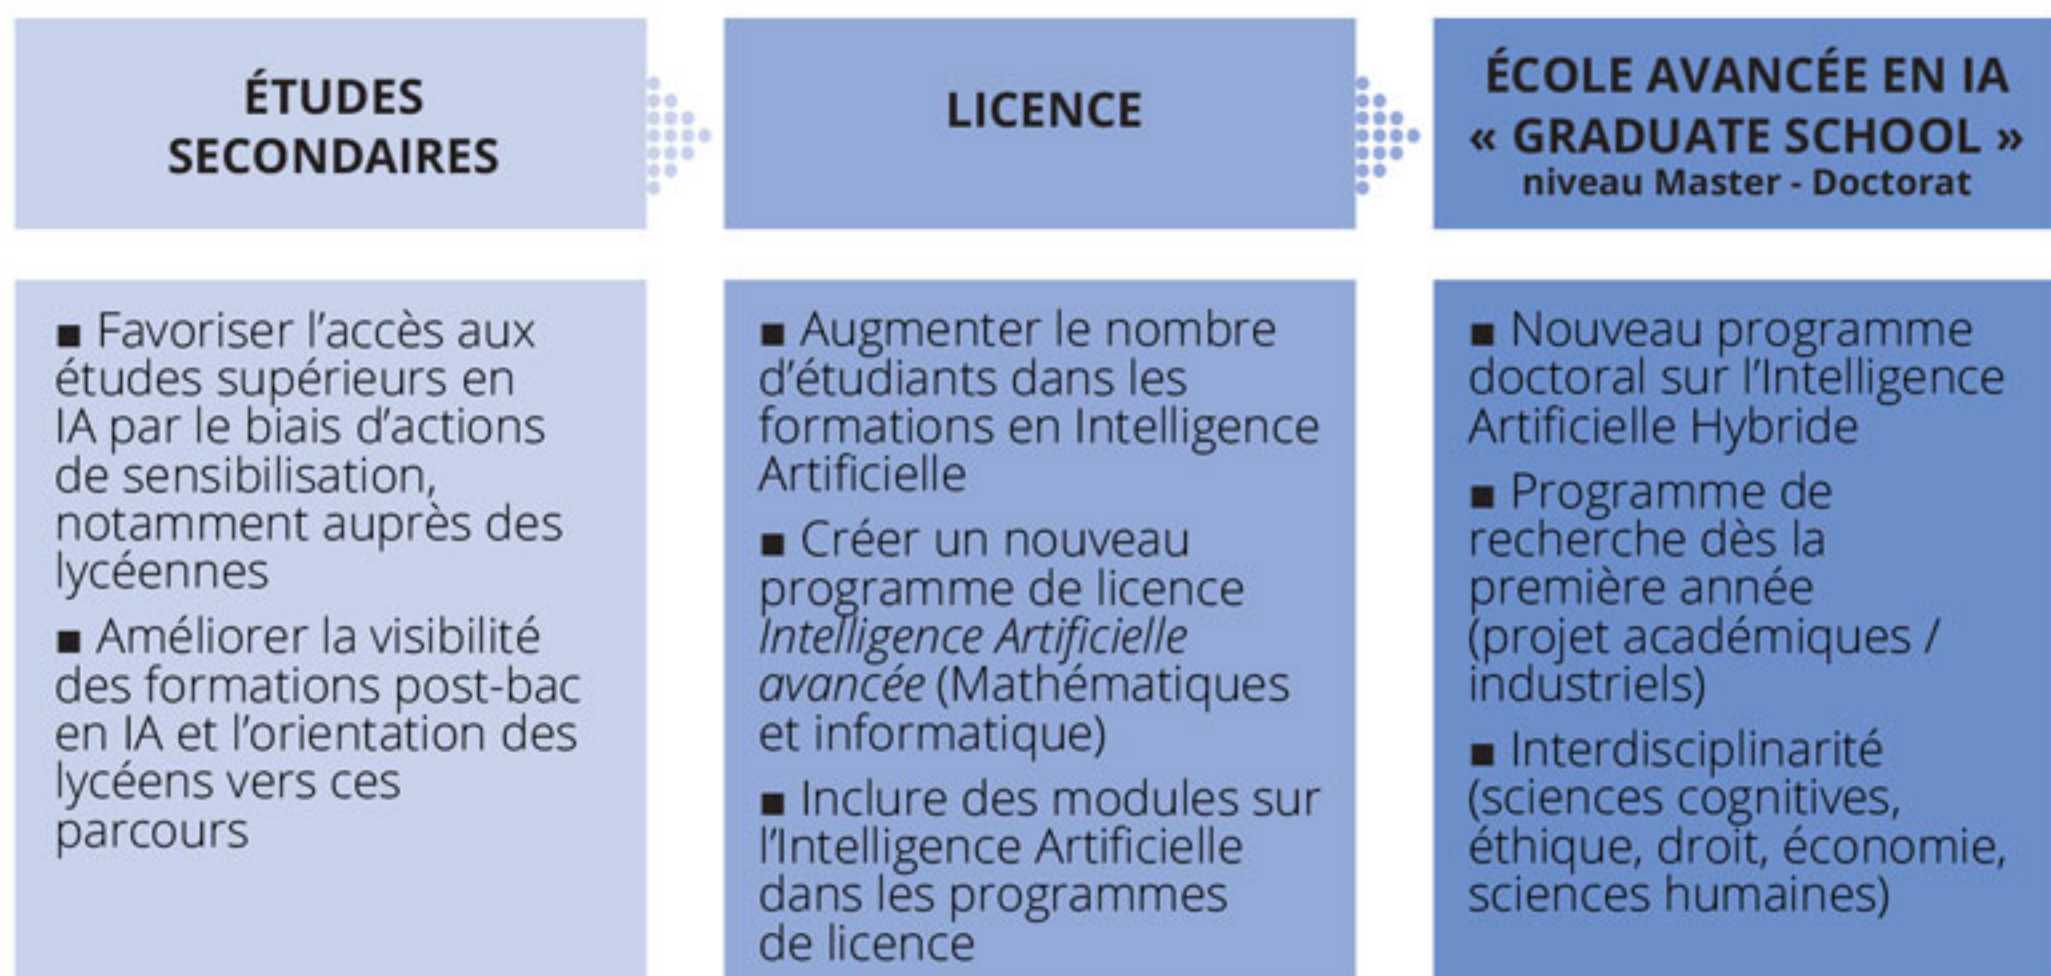 ÉTUDES
SECONDAIRES
LICENCE
ÉCOLE AVANCÉE EN IA
« GRADUATE SCHOOL »
niveau Master - Doctorat
■ Favoriser l’accès aux
études supérieurs en
IA par le biais d’actions
de sensibilisation,
notamment auprès des
lycéennes
■ Améliorer la visibilité
des formations post-bac
en IA et l’orientation des
lycéens vers ces
parcours
■ Augmenter le nombre
d’étudiants dans les
formations en Intelligence
Artificielle
■ Créer un nouveau
programme de licence
Intelligence Artificielle
avancée (Mathématiques
et informatique)
■ Inclure des modules sur
l’Intelligence Artificielle
dans les programmes
de licence
■ Nouveau programme
doctoral sur l’Intelligence
Artificielle Hybride
■ Programme de
recherche dès la
première année
(projet académiques /
industriels)
■ Interdisciplinarité
(sciences cognitives,
éthique, droit, économie,
sciences humaines)